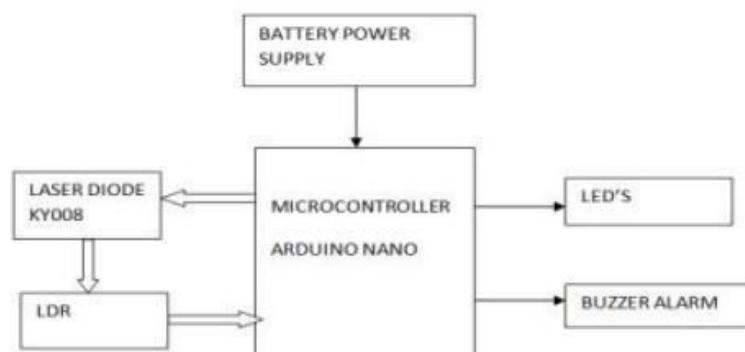 BATTERY POWER
SUPPLY
LASER DIODE
KY008
MICROCONTROLLER
ARDUINO NANO
LED'S
LDR
BUZZER ALARM